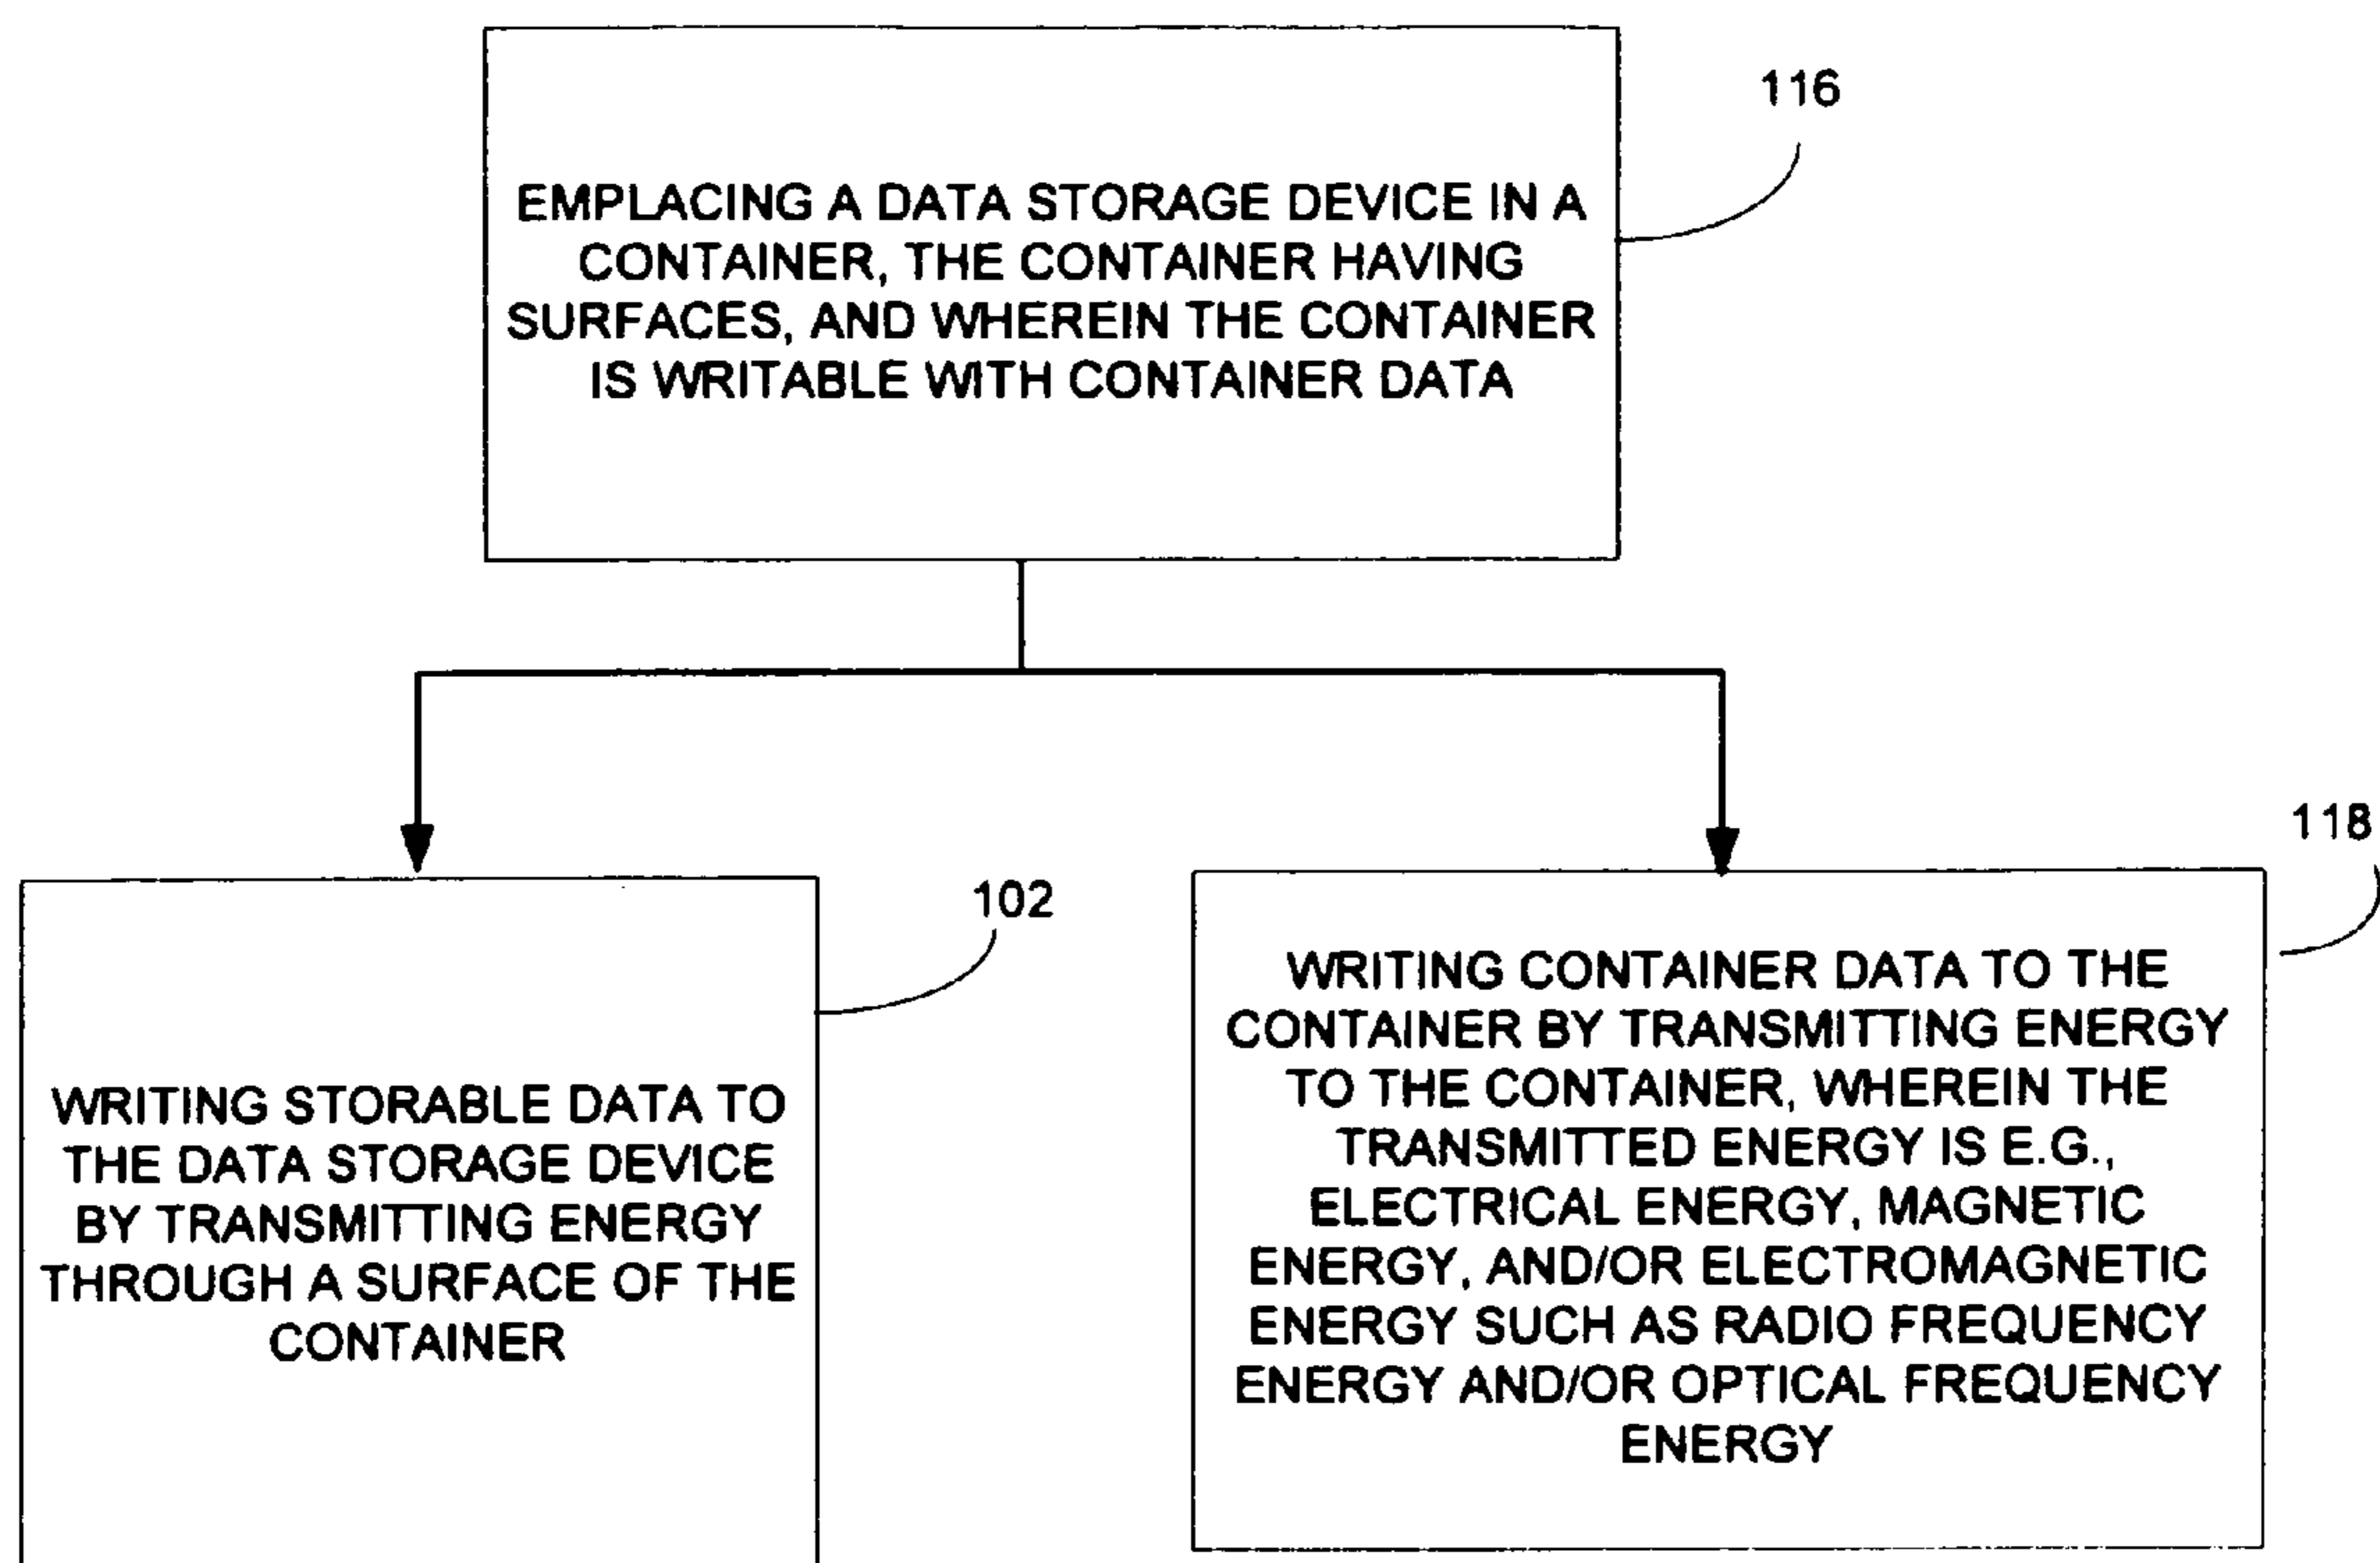 116
EMPLACING A DATA STORAGE DEVICE IN A
CONTAINER, THE CONTAINER HAVING
SURFACES, AND WHEREIN THE CONTAINER
IS WRITABLE WITH CONTAINER DATA
102
WRITING STORABLE DATA TO
THE DATA STORAGE DEVICE
BY TRANSMITTING ENERGY
THROUGH A SURFACE OF THE
CONTAINER
118
WRITING CONTAINER DATA TO THE
CONTAINER BY TRANSMITTING ENERGY
TO THE CONTAINER, WHEREIN THE
TRANSMITTED ENERGY IS E.G.,
ELECTRICAL ENERGY, MAGNETIC
ENERGY, AND/OR ELECTROMAGNETIC
ENERGY SUCH AS RADIO FREQUENCY
ENERGY AND/OR OPTICAL FREQUENCY
ENERGY